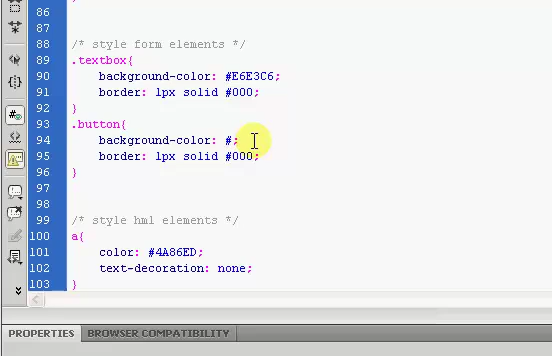 86
87
88 /* style form elements */
89 .textbox{
90 background-color: #E6E3C6;
91 border: 1px solid #000;
92 }
93 .button{
94 background-color: #;
95 border: 1px solid #000;
96 }
97
98
99 /* style hml elements */
100 a{
101 color: #4A86ED;
102 text-decoration: none;
103 }
PROPERTIES BROWSER COMPATIBILITY